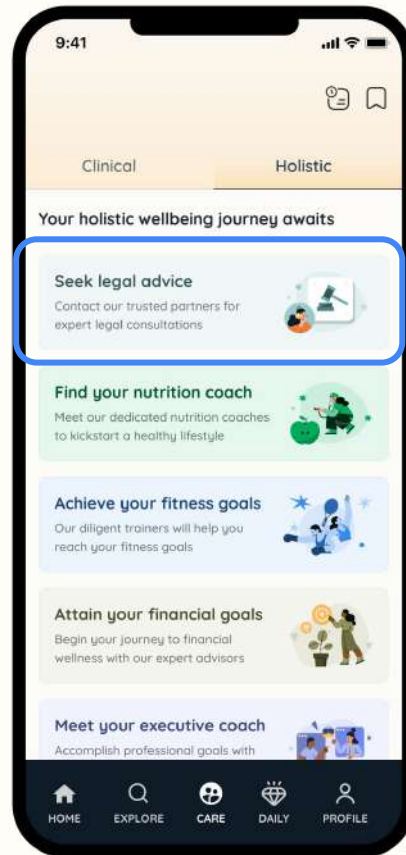 9:41
Clinical
Holistic
Your holistic wellbeing journey awaits
Seek legal advice
Contact our trusted partners for
expert legal consultations
Find your nutrition coach
Meet our dedicated nutrition coaches
to kickstart a healthy lifestyle
Achieve your fitness goals
Our diligent trainers will help you
reach your fitness goals
Attain your financial goals
Begin your journey to financial
wellness with our expert advisors
Meet your executive coach
Accomplish professional goals with
HOME
EXPLORE
CARE
DAILY
PROFILE